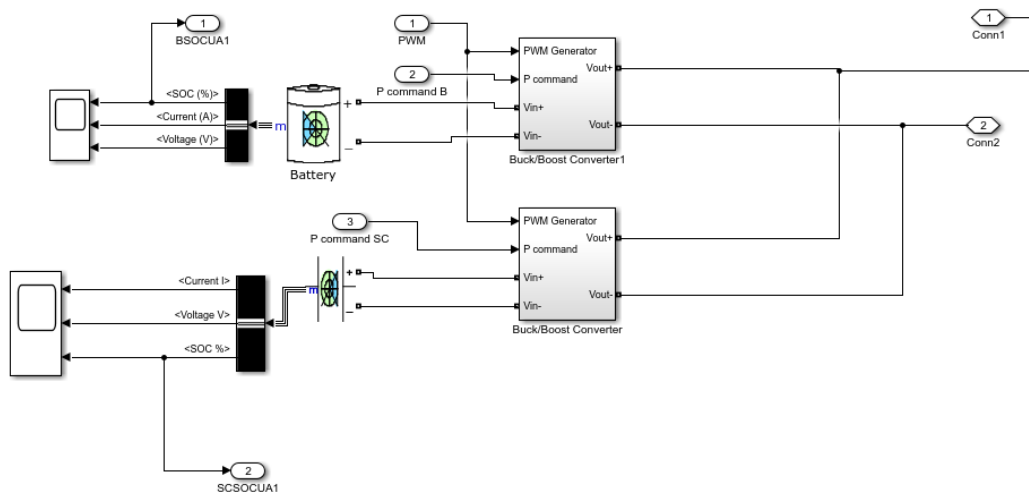 1
BSOCUA1
1
PWM
1
Conn1
2
P command B
PWM Generator
P command
Vin+
Vin-
Vout+
Vout-
Buck/Boost Converter1
2
Conn2
<SOC (%)>
<Current (A)>
<Voltage (V)>
m
+
_
Battery
3
P command SC
PWM Generator
P command
Vin+
Vin-
Vout+
Vout-
Buck/Boost Converter
<Current I>
<Voltage V>
<SOC %>
m
+
_
2
SCSOCUA1